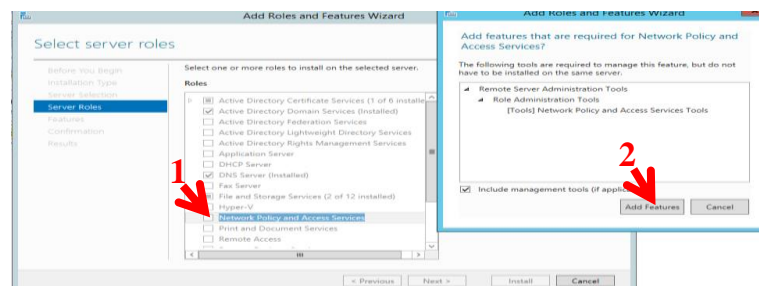 Add Roles and Features Wizard
Select server roles
Before You Begin
Installation Type
Server Selection
Server Roles
Features
Confirmation
Results
Select one or more roles to install on the selected server.
Roles
Active Directory Certificate Services (1 of 6 installe
Active Directory Domain Services (Installed)
Active Directory Federation Services
Active Directory Lightweight Directory Services
Active Directory Rights Management Services
Application Server
DHCP Server
DNS Server (Installed)
Fax Server
File and Storage Services (2 of 12 installed)
Hyper-V
Network Policy and Access Services
Print and Document Services
Remote Access
1
< Previous
Next >
Install
Cancel
Add Roles and Features Wizard
Add features that are required for Network Policy and
Access Services?
The following tools are required to manage this feature, but do not
have to be installed on the same server.
Remote Server Administration Tools
Role Administration Tools
[Tools] Network Policy and Access Services Tools
2
Include management tools (if applic
Add Features
Cancel